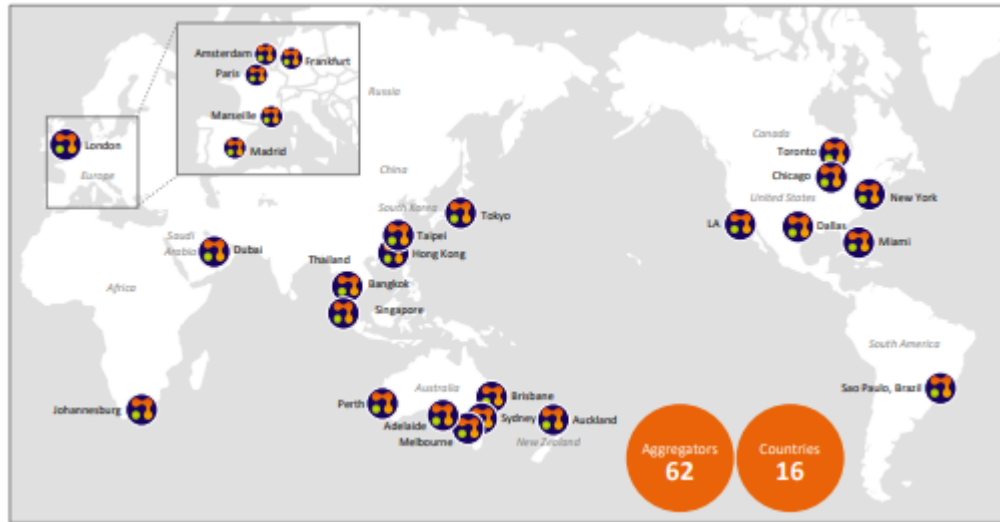 Amsterdam
Frankfurt
Paris
Marseille
Madrid
London
Europe
Russia
China
South Korea
Tokyo
Taipei
Hong Kong
Saudi
Arabia
Dubai
Thailand
Bangkok
Singapore
Africa
Johannesburg
Australia
Perth
Brisbane
Adelaide
Sydney
Melbourne
Auckland
New Zealand
Canada
Toronto
Chicago
United States
New York
LA
Dallas
Miami
South America
Sao Paulo, Brazil
Aggregators
62
Countries
16